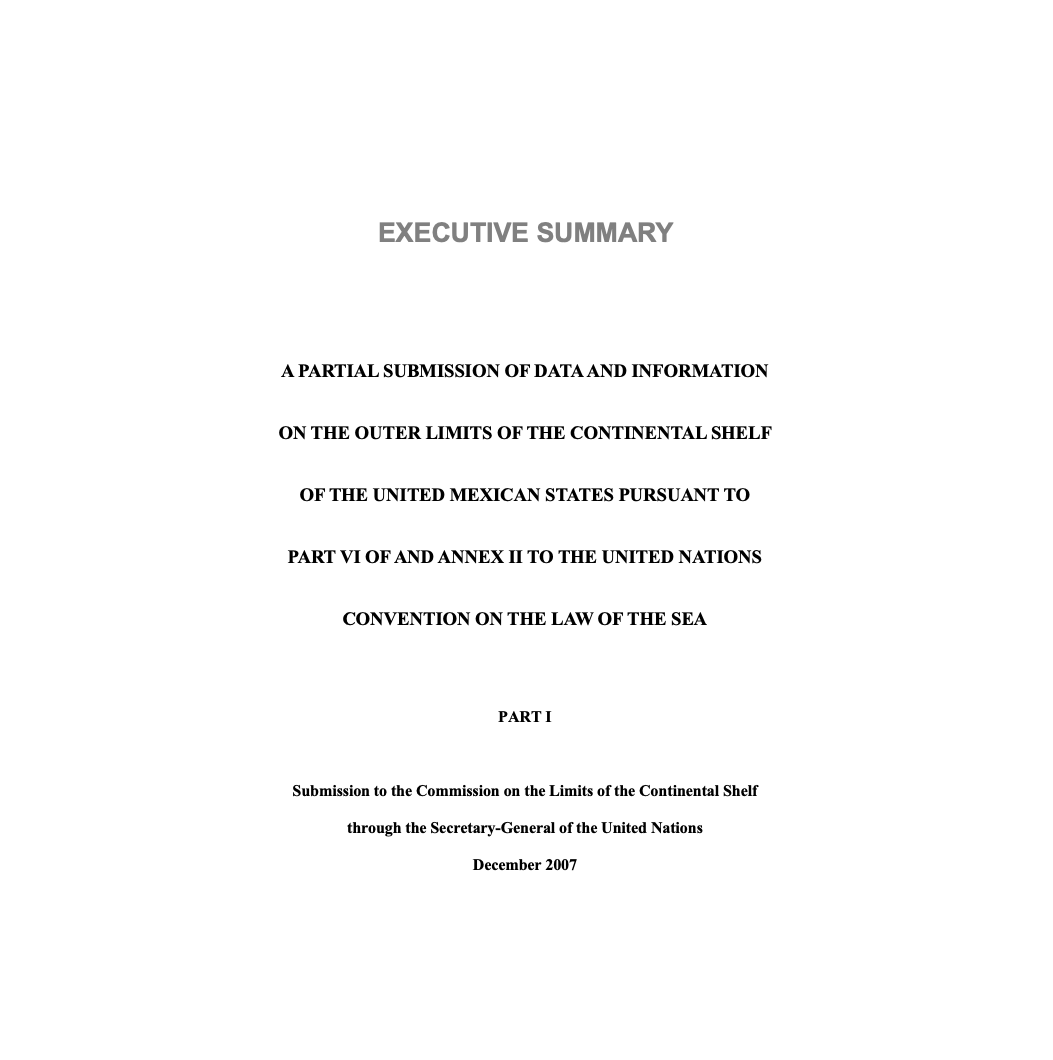 EXECUTIVE SUMMARY
A PARTIAL SUBMISSION OF DATA AND INFORMATION
ON THE OUTER LIMITS OF THE CONTINENTAL SHELF
OF THE UNITED MEXICAN STATES PURSUANT TO
PART VI OF AND ANNEX II TO THE UNITED NATIONS
CONVENTION ON THE LAW OF THE SEA
PART I
Submission to the Commission on the Limits of the Continental Shelf
through the Secretary-General of the United Nations
December 2007